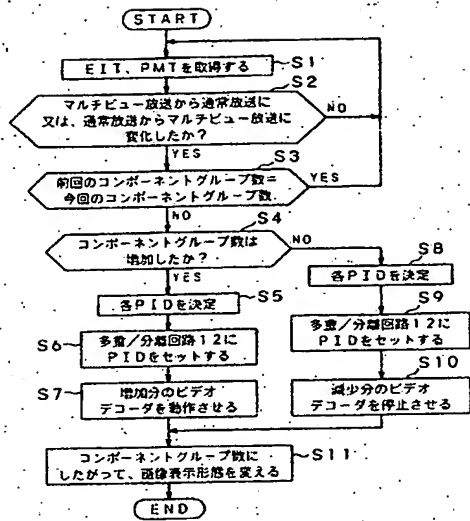 START
EIT、PMTを取得する
S1
S2
マルチビュー放送から通常放送に
又は、通常放送からマルチビュー放送に
変化したか?
NO
YES
S3
前回のコンポーネントグループ数=
今回のコンポーネントグループ数
YES
NO
S4
コンポーネントグループ数は
増加したか?
NO
YES
S8
各PIDを決定
各PIDを決定
S5
S9
S6
多重/分離回路12に
PIDをセットする
多重/分離回路12に
PIDをセットする
S10
S7
増加分のビデオ
デコーダを動作させる
減少分のビデオ
デコーダを停止させる
コンポーネントグループ数に
したがって、画像表示形態を変える
S11
END